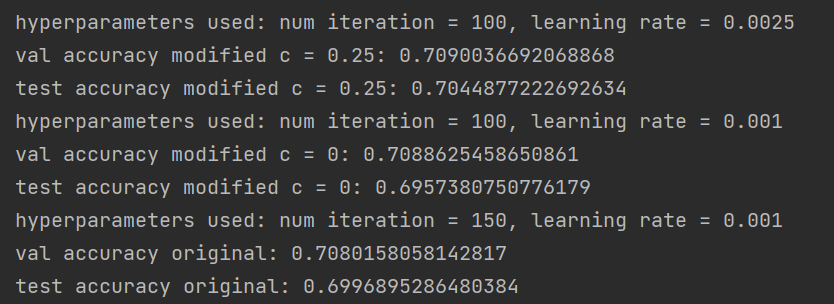 hyperparameters used: num iteration = 100, learning rate = 0.0025
val accuracy modified c = 0.25: 0.7090036692068868
test accuracy modified c = 0.25: 0.7044877222692634
hyperparameters used: num iteration = 100, learning rate = 0.001
val accuracy modified c = 0: 0.7088625458650861
test accuracy modified c = 0: 0.6957380750776179
hyperparameters used: num iteration = 150, learning rate = 0.001
val accuracy original: 0.7080158058142817
test accuracy original: 0.6996895286480384